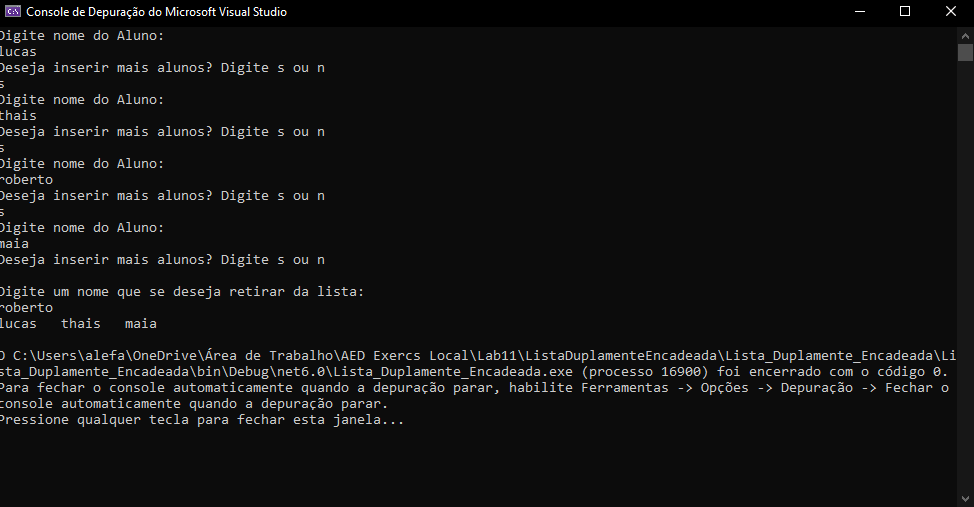 Console de Depuração do Microsoft Visual Studio
Digite nome do Aluno:
lucas
Deseja inserir mais alunos? Digite s ou n
s
Digite nome do Aluno:
thais
Deseja inserir mais alunos? Digite s ou n
s
Digite nome do Aluno:
roberto
Deseja inserir mais alunos? Digite s ou n
s
Digite nome do Aluno:
maia
Deseja inserir mais alunos? Digite s ou n
Digite um nome que se deseja retirar da lista:
roberto
lucas   thais   maia
O C:\Users\alefa\OneDrive\Área de Trabalho\AED Exercs Local\Lab11\ListaDuplamenteEncadeada\Lista_Duplamente_Encadeada\Li
sta_Duplamente_Encadeada\bin\Debug\net6.0\Lista_Duplamente_Encadeada.exe (processo 16900) foi encerrado com o código 0.
Para fechar o console automaticamente quando a depuração parar, habilite Ferramentas -> Opções -> Depuração -> Fechar o
console automaticamente quando a depuração parar.
Pressione qualquer tecla para fechar esta janela...